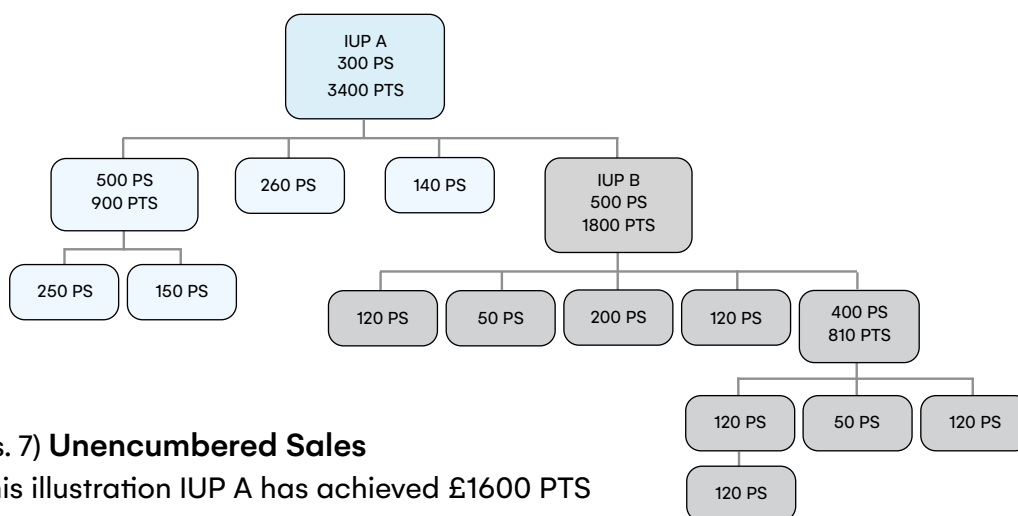 IUP A
300 PS
3400 PTS
500 PS
900 PTS
260 PS
140 PS
IUP B
500 PS
1800 PTS
250 PS
150 PS
120 PS
50 PS
200 PS
120 PS
400 PS
810 PTS
120 PS
50 PS
120 PS
120 PS
s. 7) Unencumbered Sales
his illustration IUP A has achieved £1600 PTS